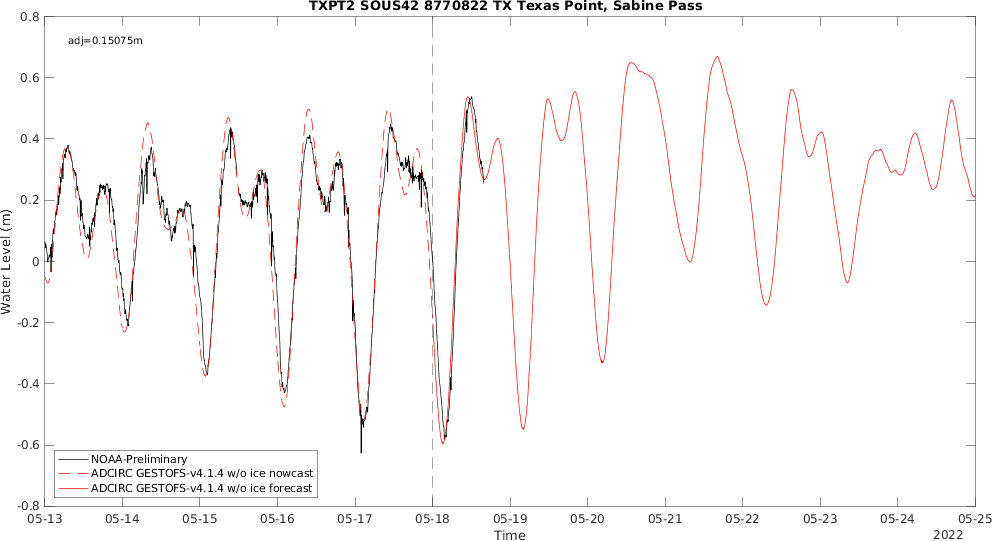 TXPT2 SOUS42 8770822 TX Texas Point, Sabine Pass
adj=0.15075m
0.8
0.6
0.4
0.2
0
-0.2
-0.4
-0.6
-0.8
Water Level (m)
NOAA-Preliminary
ADCIRC GESTOFS-v4.1.4 w/o ice nowcast
ADCIRC GESTOFS-v4.1.4 w/o ice forecast
05-13 05-14 05-15 05-16 05-17 05-18 05-19 05-20 05-21 05-22 05-23 05-24 05-25
Time
2022